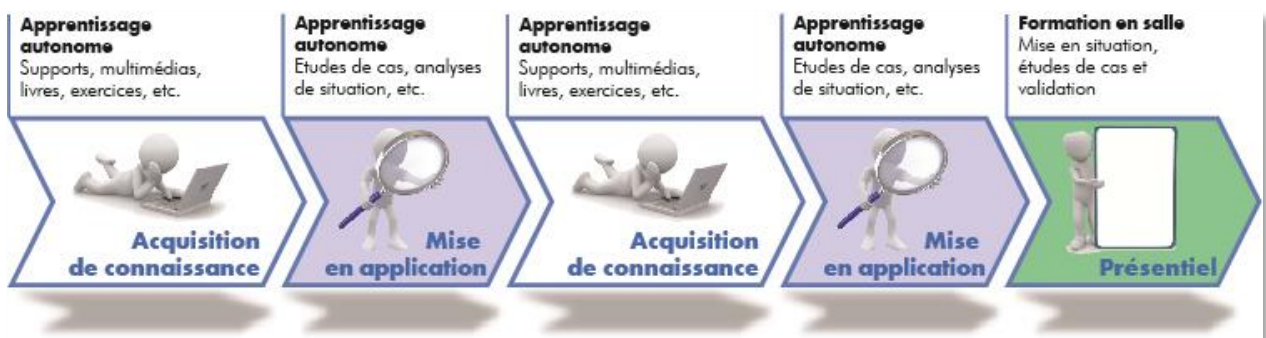 Apprentissage
autonome
Supports, multimédias,
livres, exercices, etc.
Acquisition
de connaissance
Apprentissage
autonome
Etudes de cas, analyses
de situation, etc.
Mise
en application
Apprentissage
autonome
Supports, multimédias,
livres, exercices, etc.
Acquisition
de connaissance
Apprentissage
autonome
Etudes de cas, analyses
de situation, etc.
Mise
en application
Formation en salle
Mise en situation,
études de cas et
validation
Présentiel